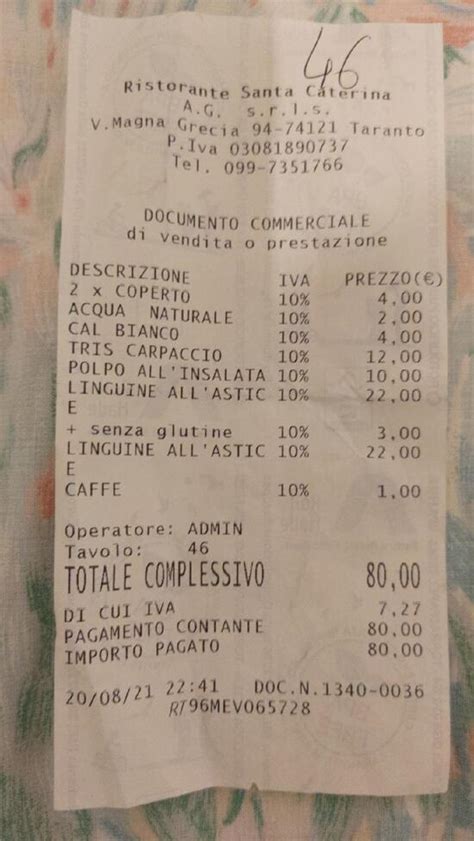 46
Ristorante Santa Caterina
A.G. s.r.l.s.
V.Magna Grecia 94-74121 Taranto
P.Iva 03081890737
Tel. 099-7351766
DOCUMENTO COMMERCIALE
di vendita o prestazione
DESCRIZIONE IVA PREZZO(€)
2 x COPERTO 10% 4,00
ACQUA NATURALE 10% 2,00
CAL BIANCO 10% 4,00
TRIS CARPACCIO 10% 12,00
POLPO ALL'INSALATA 10% 10,00
LINGUINE ALL'ASTIC 10% 22,00
E
+ senza glutine 10% 3,00
LINGUINE ALL'ASTIC 10% 22,00
E
CAFFE 10% 1,00
Operatore: ADMIN
Tavolo: 46
TOTALE COMPLESSIVO 80,00
DI CUI IVA 7,27
PAGAMENTO CONTANTE 80,00
IMPORTO PAGATO 80,00
20/08/21 22:41 DOC.N.1340-0036
RT96MEV065728